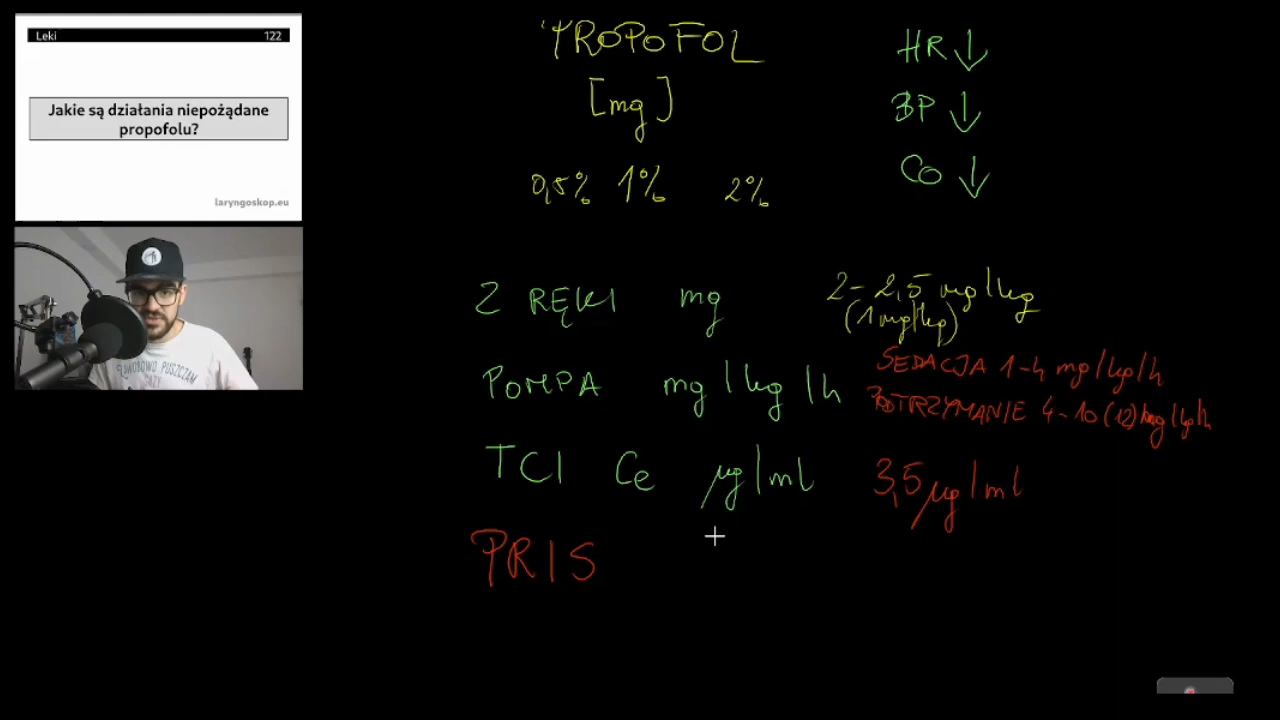 Leki 122
Jakie są działania niepożądane
propofolu?
laryngoskop.eu
PROPOFOL
[mg]
0,5% 1% 2%
HR ↓
BP ↓
CO ↓
Z RĘKI mg 2-2,5 mg/kg
(1mg/kg)
POMPA mg/kg/h
SEDACJA 1-4 mg/kg/h
PODTRZYMANIE 4-10 (12) mg/kg/h
TCI Ce µg/ml 3,5 µg/ml
PRIS
PUSZCZAM